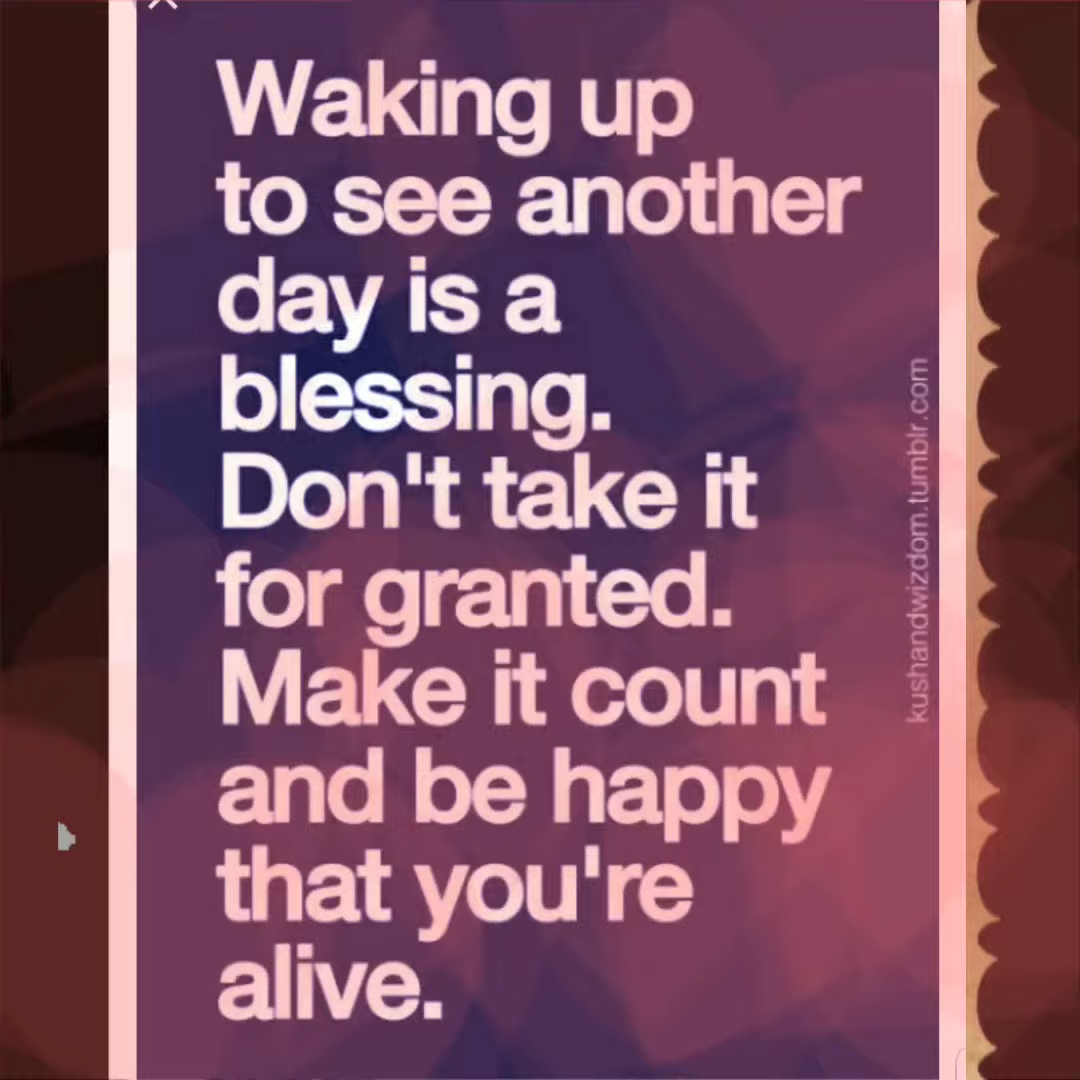 Waking up
to see another
day is a
blessing.
Don't take it
for granted.
Make it count
and be happy
that you're
alive.
kushandwizdom.tumblr.com